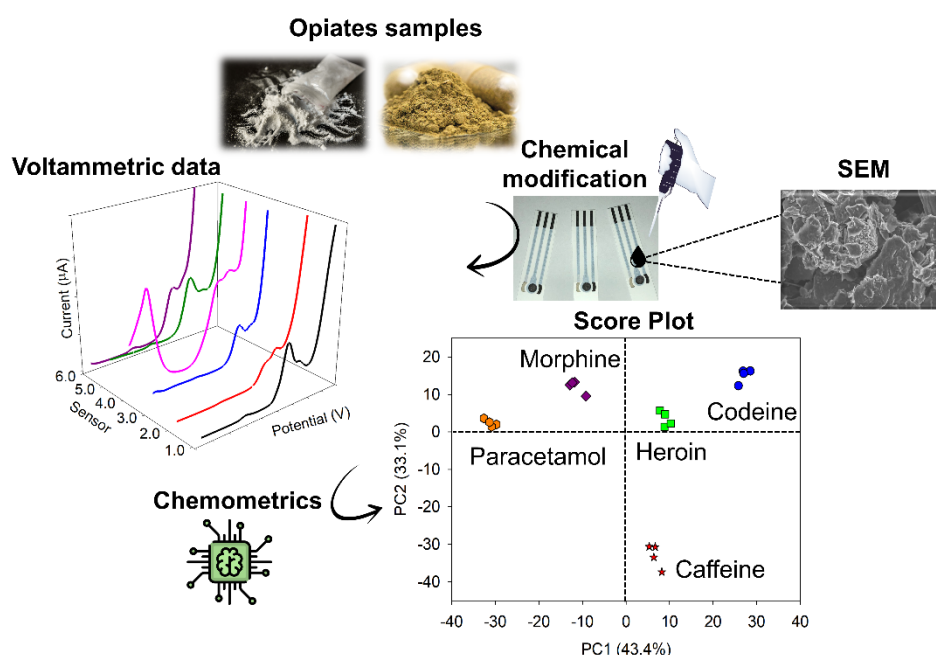 Opiates samples
Voltammetric data
Current (µA)
6.0
5.0
4.0
3.0
2.0
1.0
Sensor
Potential (V)
Chemical
modification
SEM
Chemometrics
Score Plot
PC2 (33.1%)
20
10
0
-10
-20
-30
-40
Morphine
Codeine
Paracetamol
Heroin
Caffeine
-40
-30
-20
-10
0
10
20
30
40
PC1 (43.4%)